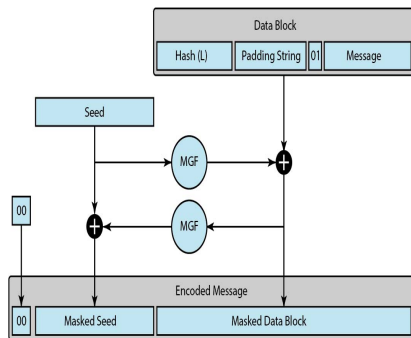 Data Block
Hash (L) Padding String 01 Message
Seed
MGF
00
MGF
Encoded Message
00 Masked Seed Masked Data Block